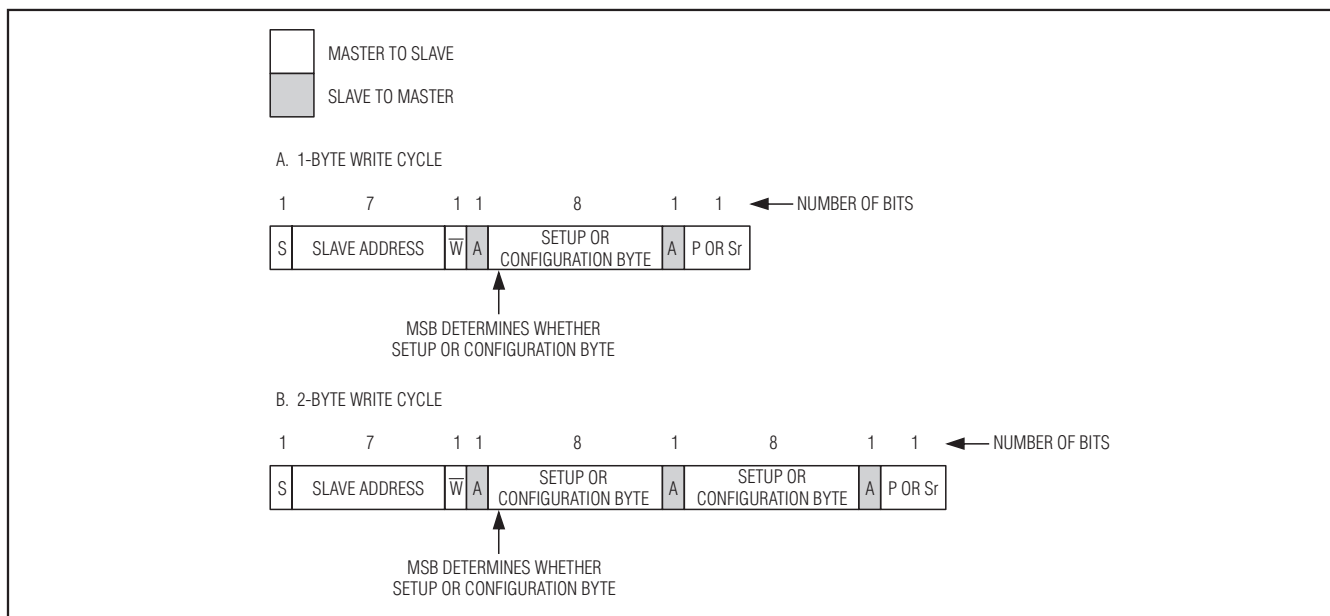 MASTER TO SLAVE
SLAVE TO MASTER
A. 1-BYTE WRITE CYCLE
1 7 1 1 8 1 1 NUMBER OF BITS
S SLAVE ADDRESS W̅ A SETUP OR CONFIGURATION BYTE A P OR Sr
MSB DETERMINES WHETHER
SETUP OR CONFIGURATION BYTE
B. 2-BYTE WRITE CYCLE
1 7 1 1 8 1 8 1 1 NUMBER OF BITS
S SLAVE ADDRESS W̅ A SETUP OR CONFIGURATION BYTE A SETUP OR CONFIGURATION BYTE A P OR Sr
MSB DETERMINES WHETHER
SETUP OR CONFIGURATION BYTE